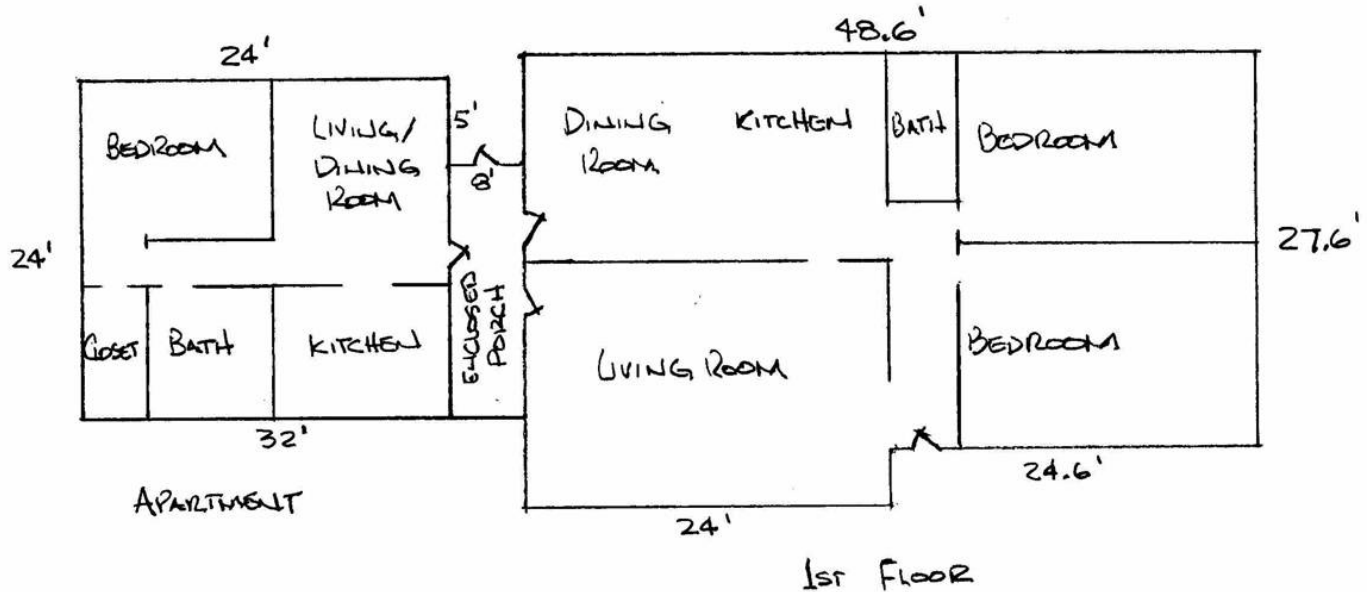 24'
48.6'
BEDROOM
LIVING/
DINING
ROOM
5'
8'
DINING
ROOM
KITCHEN
BATH
BEDROOM
24'
27.6'
CLOSET
BATH
KITCHEN
ENCLOSED
PORCH
LIVING ROOM
BEDROOM
32'
24.6'
APARTMENT
24'
1ST FLOOR